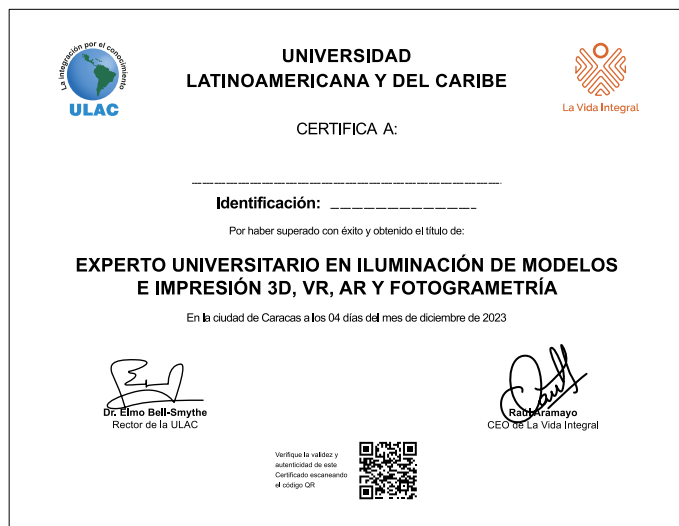 La integración por el conocimiento
ULAC
UNIVERSIDAD
LATINOAMERICANA Y DEL CARIBE
La Vida Integral
CERTIFICA A:
Identificación:
Por haber superado con éxito y obtenido el título de:
EXPERTO UNIVERSITARIO EN ILUMINACIÓN DE MODELOS
E IMPRESIÓN 3D, VR, AR Y FOTOGRAMETRÍA
En la ciudad de Caracas a los 04 días del mes de diciembre de 2023
Dr. Elmo Bell-Smythe
Rector de la ULAC
Raúl Aramayo
CEO de La Vida Integral
Verifique la validez y
autenticidad de este
Certificado escaneando
el código QR